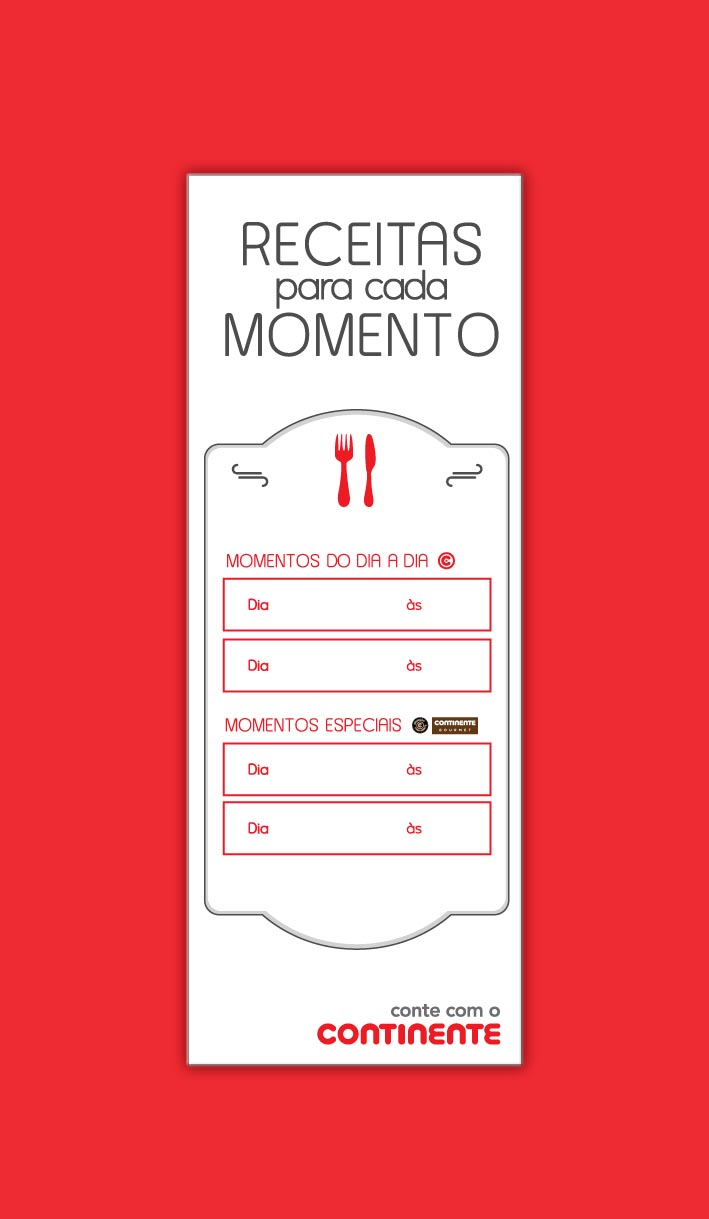 RECEITAS
para cada
MOMENTO
MOMENTOS DO DIA A DIA C
Dia às
Dia às
MOMENTOS ESPECIAIS CONTINENTE
GOURMET
Dia às
Dia às
conte com o
CONTINENTE